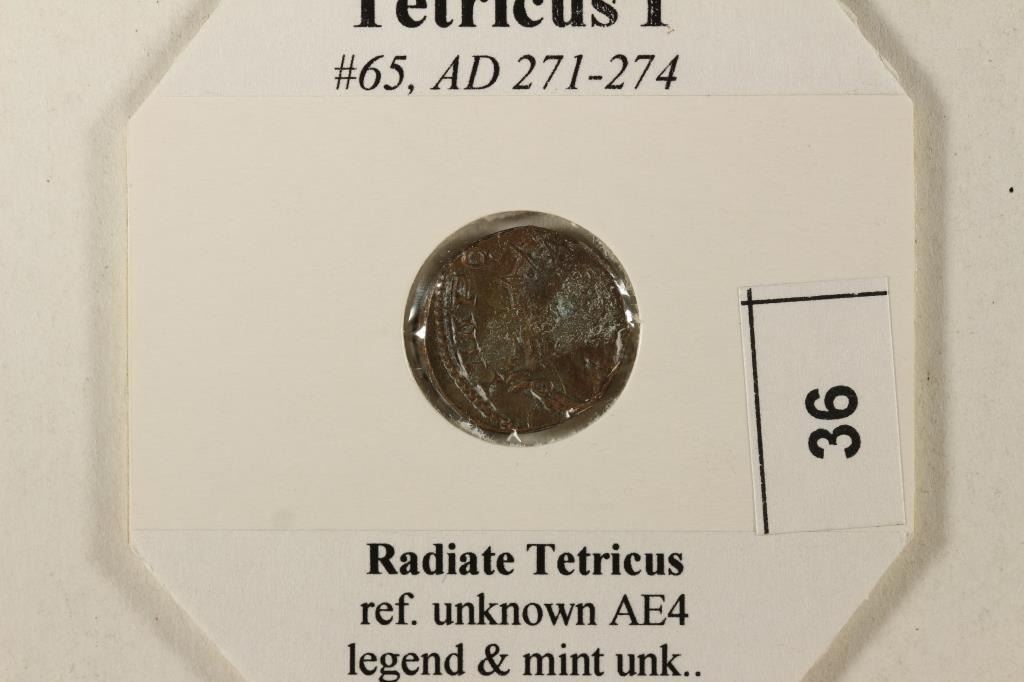 Tetricus I
#65, AD 271-274
36
Radiate Tetricus
ref. unknown AE4
legend & mint unk..